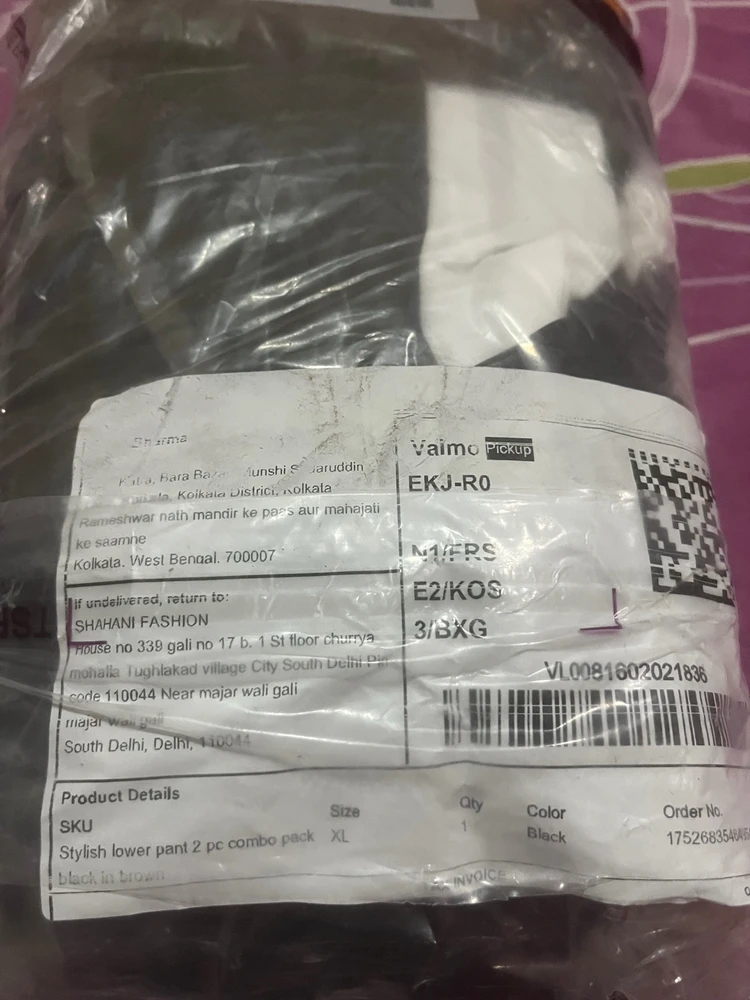 Sharma
Bara Munshi
Kolkata District, Kolkata
Rameshwar nath mandir ke paas aur mahajati
ke saamne
Kolkata, West Bengal, 700007
If undelivered, return to:
SHAHANI FASHION
House no 339 gali no 17 b. 1 St floor churrya
mohalla Tughlakad village City South Delhi Pin
code 110044 Near majar wali gali
majar wali gali
South Delhi, Delhi, 110044
Valmo Pickup
EKJ-R0
N1/FRS
E2/KOS
3/BXG
VL0081602021836
Product Details
SKU Size Qty Color Order No.
Stylish lower pant 2 pc combo pack XL 1 Black
black in brown
INVOICE